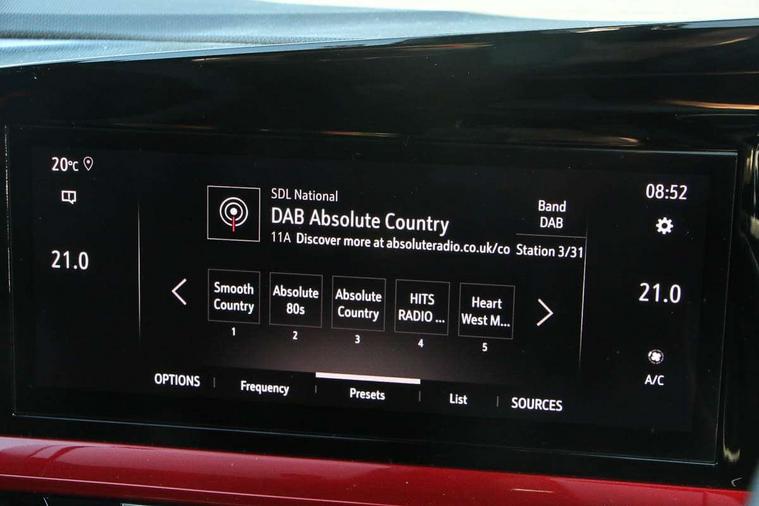 20°C
SDL National
DAB Absolute Country
11A Discover more at absoluteradio.co.uk/co
Band
DAB
Station 3/31
08:52
21.0
21.0
Smooth
Country
1
Absolute
80s
2
Absolute
Country
3
HITS
RADIO ...
4
Heart
West M...
5
A/C
OPTIONS
Frequency
Presets
List
SOURCES